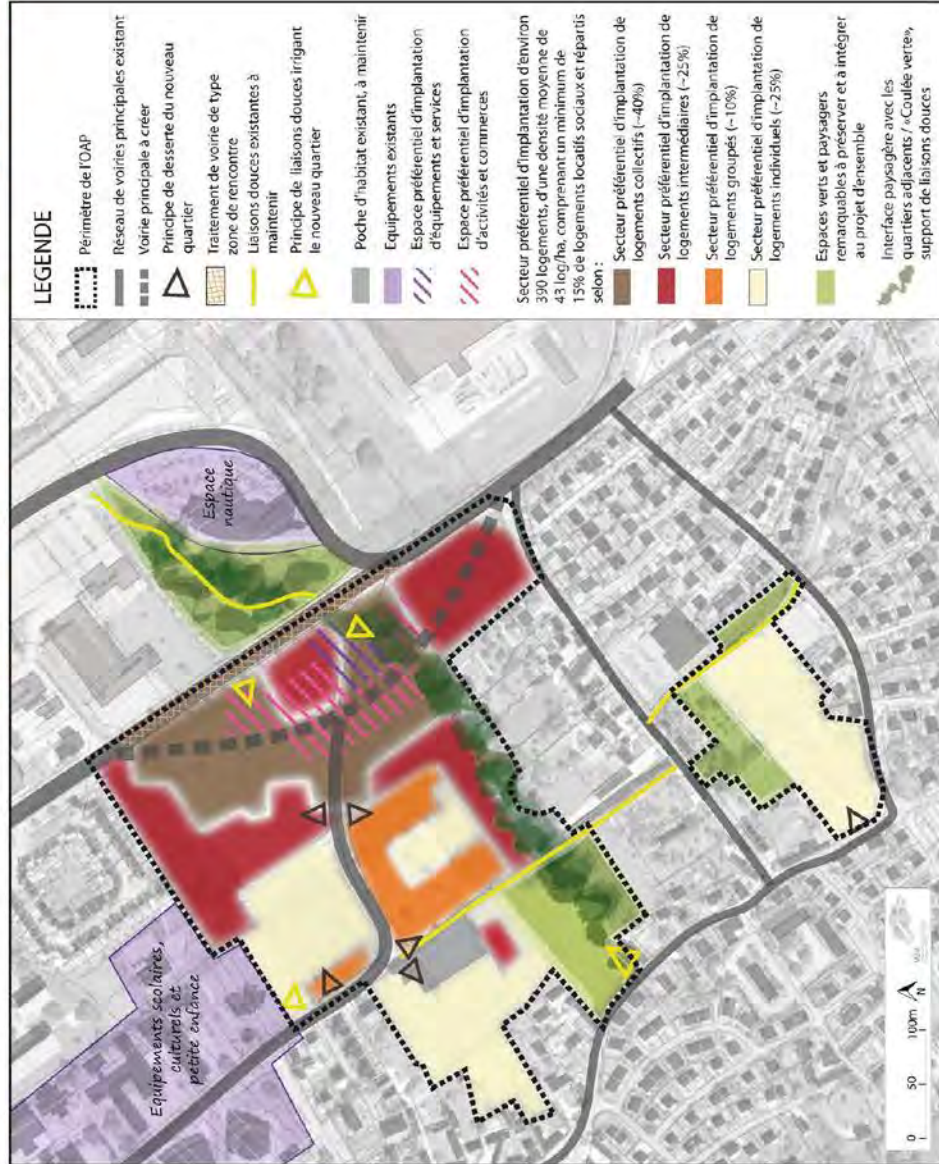 LEGENDE
Périmètre de l'OAP
Réseau de voiries principales existant
Voirie principale à créer
Principe de desserte du nouveau
quartier
Traitement de voirie de type
zone de rencontre
Liaisons douces existantes à
maintenir
Principe de liaisons douces irrigant
le nouveau quartier
Poche d'habitat existant, à maintenir
Equipements existants
Espace préférentiel d'implantation
d'équipements et services
Espace préférentiel d'implantation
d'activités et commerces
Secteur préférentiel d'implantation d'environ
390 logements, d'une densité moyenne de
43 log/ha, comprenant un minimum de
15% de logements locatifs sociaux et répartis
selon :
Secteur préférentiel d'implantation de
logements collectifs (~40%)
Secteur préférentiel d'implantation de
logements intermédiaires (~25%)
Secteur préférentiel d'implantation de
logements groupés (~10%)
Secteur préférentiel d'implantation de
logements individuels (~25%)
Espaces verts et paysagers
remarquables à préserver et à intégrer
au projet d'ensemble
Interface paysagère avec les
quartiers adjacents / «Coulée verte»,
support de liaisons douces
Espace
nautique
Equipements scolaires,
culturels et
petite enfance
0 50 100m N